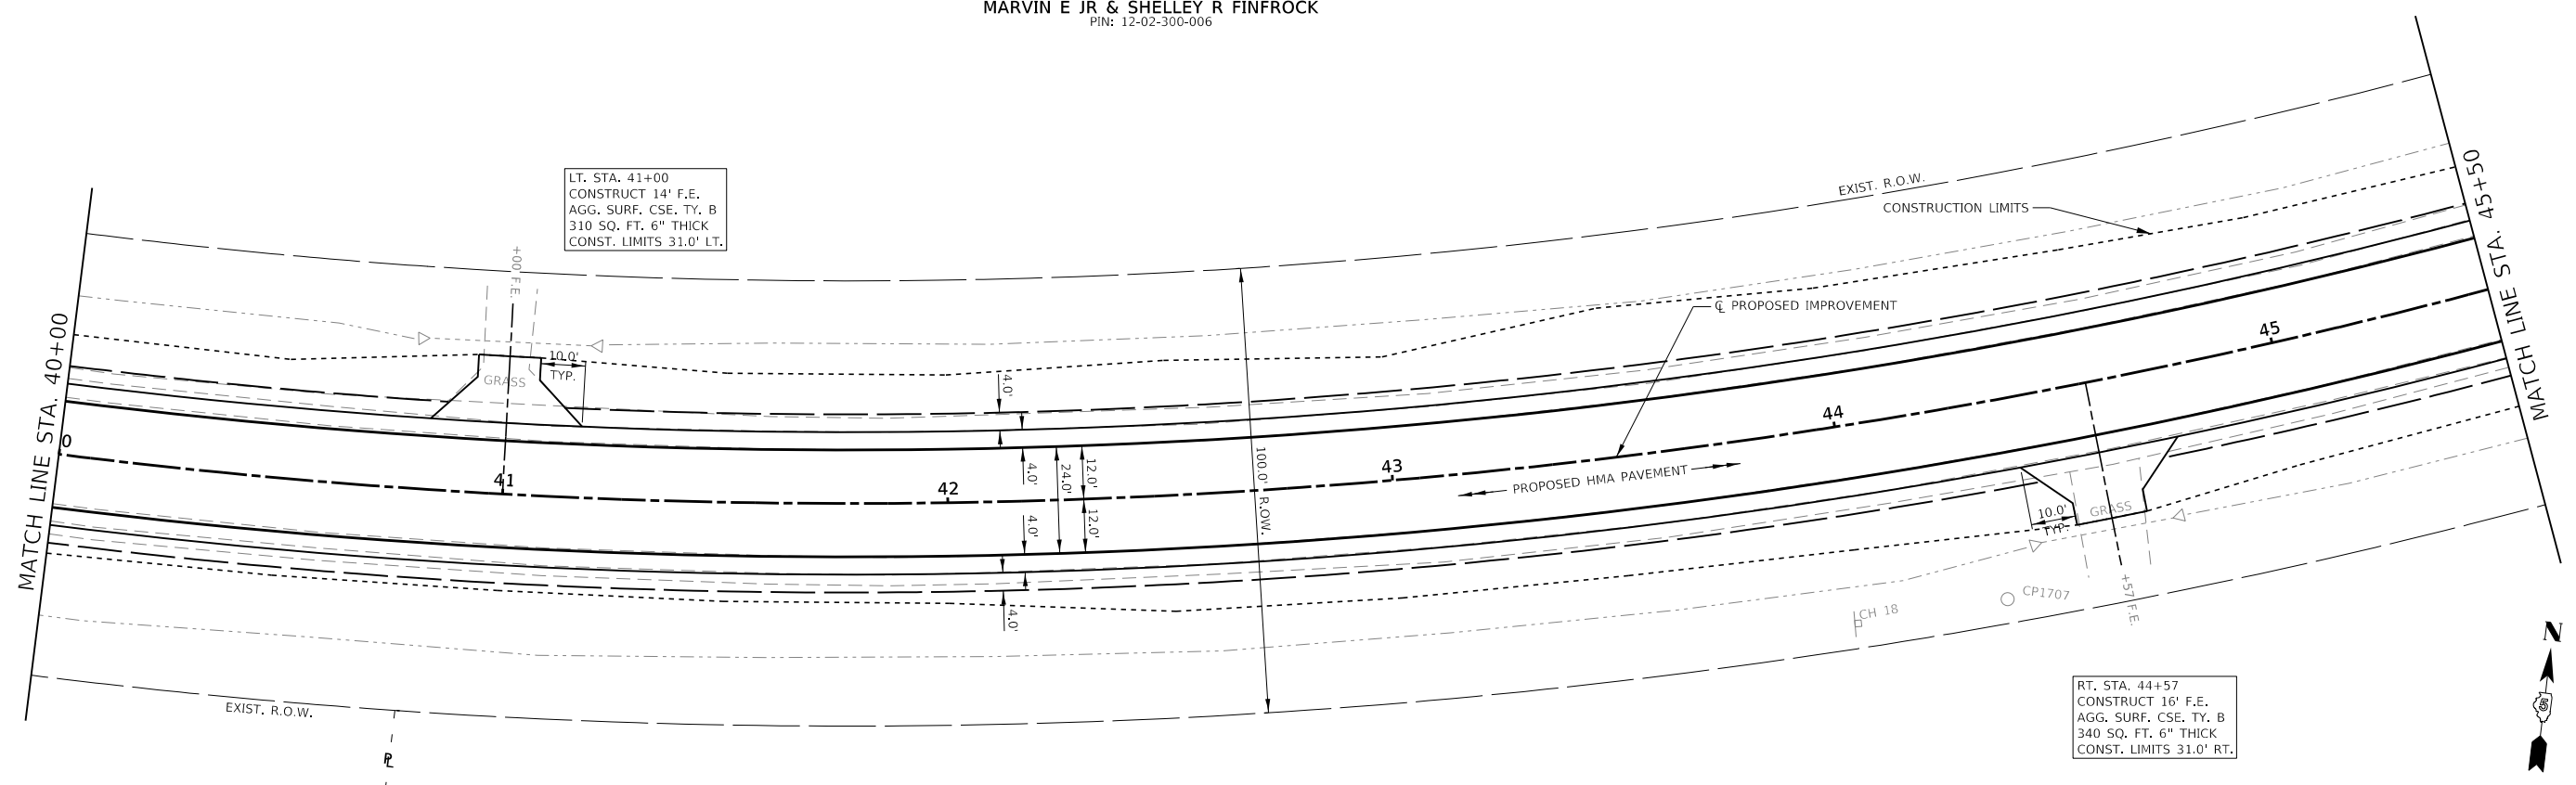 MARVIN E JR & SHELLEY R FINFROCK
PIN: 12-02-300-006
LT. STA. 41+00
CONSTRUCT 14' F.E.
AGG. SURF. CSE. TY. B
310 SQ. FT. 6" THICK
CONST. LIMITS 31.0' LT.
EXIST. R.O.W.
CONSTRUCTION LIMITS
℄ PROPOSED IMPROVEMENT
MATCH LINE STA. 40+00
MATCH LINE STA. 45+50
+00 F.E.
GRASS
10.0'
TYP.
4.0'
4.0'
24.0'
12.0'
12.0'
4.0'
4.0'
100.0' R.O.W.
0
41
42
43
44
45
PROPOSED HMA PAVEMENT
10.0'
TYP.
GRASS
+57 F.E.
CH 18
CP1707
EXIST. R.O.W.
PL
N
5
RT. STA. 44+57
CONSTRUCT 16' F.E.
AGG. SURF. CSE. TY. B
340 SQ. FT. 6" THICK
CONST. LIMITS 31.0' RT.